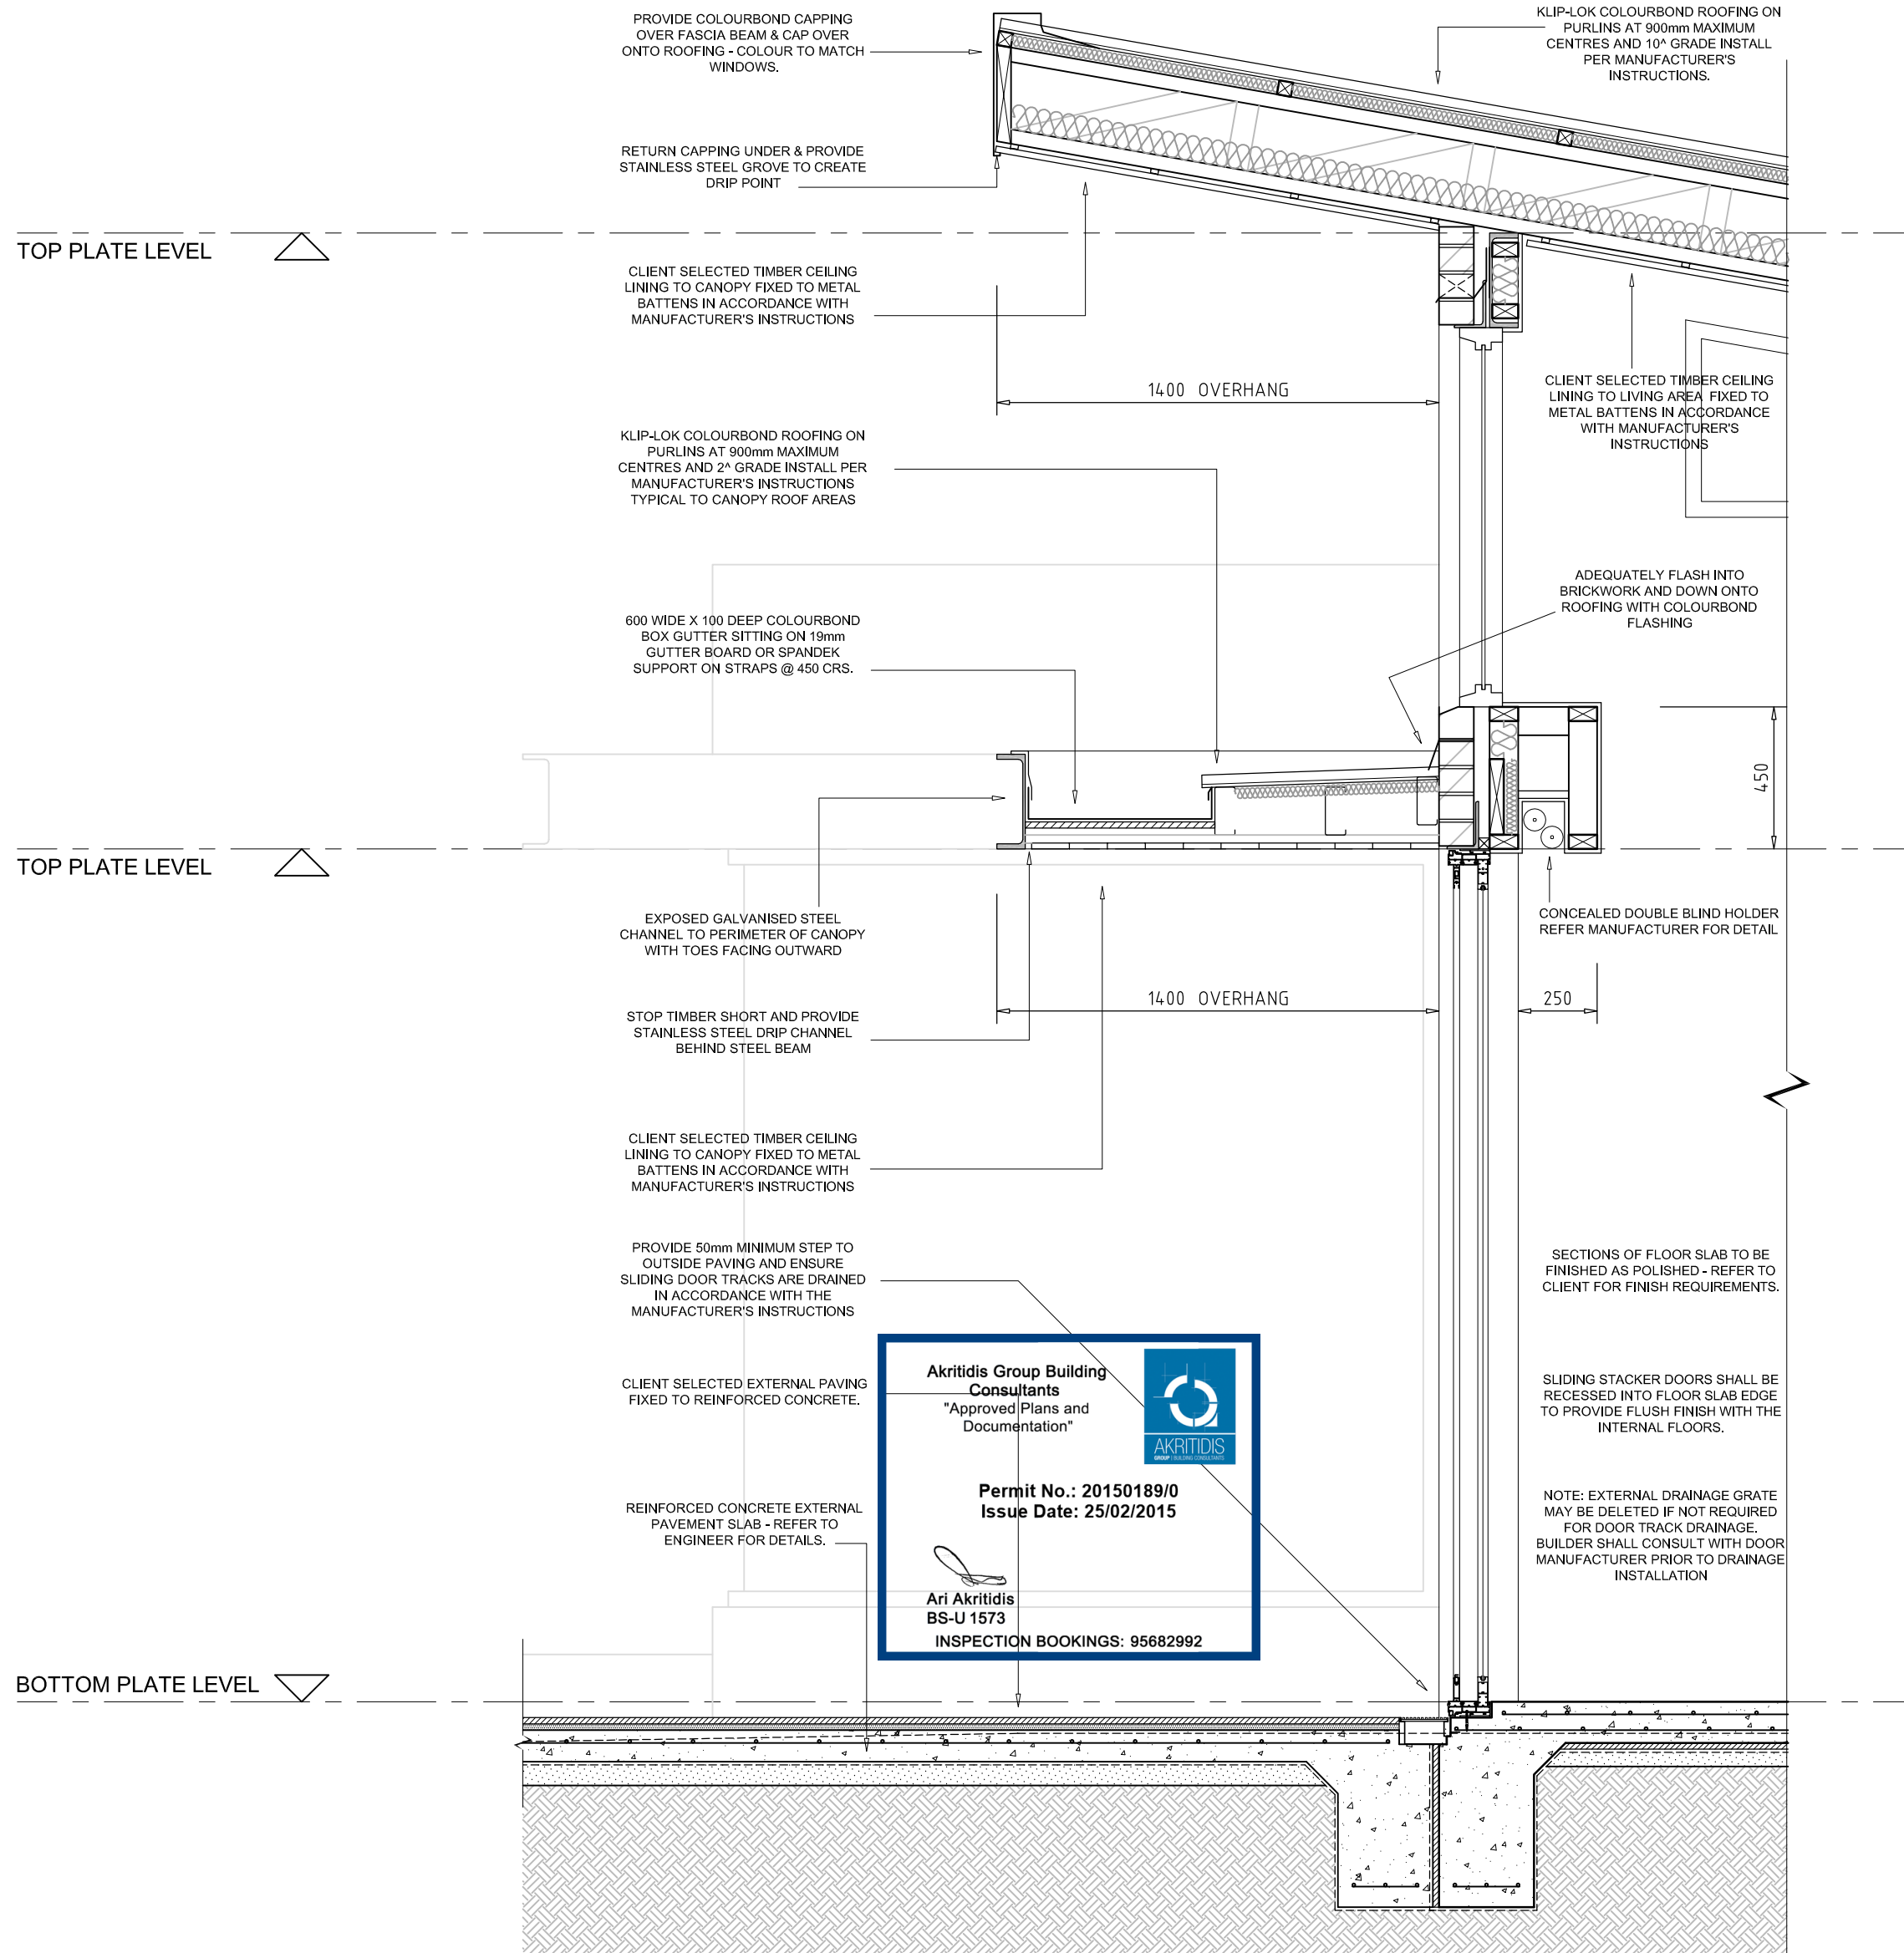 PROVIDE COLOURBOND CAPPING
OVER FASCIA BEAM & CAP OVER
ONTO ROOFING - COLOUR TO MATCH
WINDOWS.
KLIP-LOK COLOURBOND ROOFING ON
PURLINS AT 900mm MAXIMUM
CENTRES AND 10^ GRADE INSTALL
PER MANUFACTURER'S
INSTRUCTIONS.
RETURN CAPPING UNDER & PROVIDE
STAINLESS STEEL GROVE TO CREATE
DRIP POINT
TOP PLATE LEVEL
CLIENT SELECTED TIMBER CEILING
LINING TO CANOPY FIXED TO METAL
BATTENS IN ACCORDANCE WITH
MANUFACTURER'S INSTRUCTIONS
1400 OVERHANG
CLIENT SELECTED TIMBER CEILING
LINING TO LIVING AREA FIXED TO
METAL BATTENS IN ACCORDANCE
WITH MANUFACTURER'S
INSTRUCTIONS
KLIP-LOK COLOURBOND ROOFING ON
PURLINS AT 900mm MAXIMUM
CENTRES AND 2^ GRADE INSTALL PER
MANUFACTURER'S INSTRUCTIONS
TYPICAL TO CANOPY ROOF AREAS
ADEQUATELY FLASH INTO
BRICKWORK AND DOWN ONTO
ROOFING WITH COLOURBOND
FLASHING
600 WIDE X 100 DEEP COLOURBOND
BOX GUTTER SITTING ON 19mm
GUTTER BOARD OR SPANDEK
SUPPORT ON STRAPS @ 450 CRS.
450
TOP PLATE LEVEL
EXPOSED GALVANISED STEEL
CHANNEL TO PERIMETER OF CANOPY
WITH TOES FACING OUTWARD
CONCEALED DOUBLE BLIND HOLDER
REFER MANUFACTURER FOR DETAIL
1400 OVERHANG
250
STOP TIMBER SHORT AND PROVIDE
STAINLESS STEEL DRIP CHANNEL
BEHIND STEEL BEAM
CLIENT SELECTED TIMBER CEILING
LINING TO CANOPY FIXED TO METAL
BATTENS IN ACCORDANCE WITH
MANUFACTURER'S INSTRUCTIONS
PROVIDE 50mm MINIMUM STEP TO
OUTSIDE PAVING AND ENSURE
SLIDING DOOR TRACKS ARE DRAINED
IN ACCORDANCE WITH THE
MANUFACTURER'S INSTRUCTIONS
SECTIONS OF FLOOR SLAB TO BE
FINISHED AS POLISHED - REFER TO
CLIENT FOR FINISH REQUIREMENTS.
CLIENT SELECTED EXTERNAL PAVING
FIXED TO REINFORCED CONCRETE.
SLIDING STACKER DOORS SHALL BE
RECESSED INTO FLOOR SLAB EDGE
TO PROVIDE FLUSH FINISH WITH THE
INTERNAL FLOORS.
Akritidis Group Building
Consultants
"Approved Plans and
Documentation"
AKRITIDIS
GROUP | BUILDING CONSULTANTS
Permit No.: 20150189/0
Issue Date: 25/02/2015
Ari Akritidis
BS-U 1573
INSPECTION BOOKINGS: 95682992
REINFORCED CONCRETE EXTERNAL
PAVEMENT SLAB - REFER TO
ENGINEER FOR DETAILS.
NOTE: EXTERNAL DRAINAGE GRATE
MAY BE DELETED IF NOT REQUIRED
FOR DOOR TRACK DRAINAGE.
BUILDER SHALL CONSULT WITH DOOR
MANUFACTURER PRIOR TO DRAINAGE
INSTALLATION
BOTTOM PLATE LEVEL